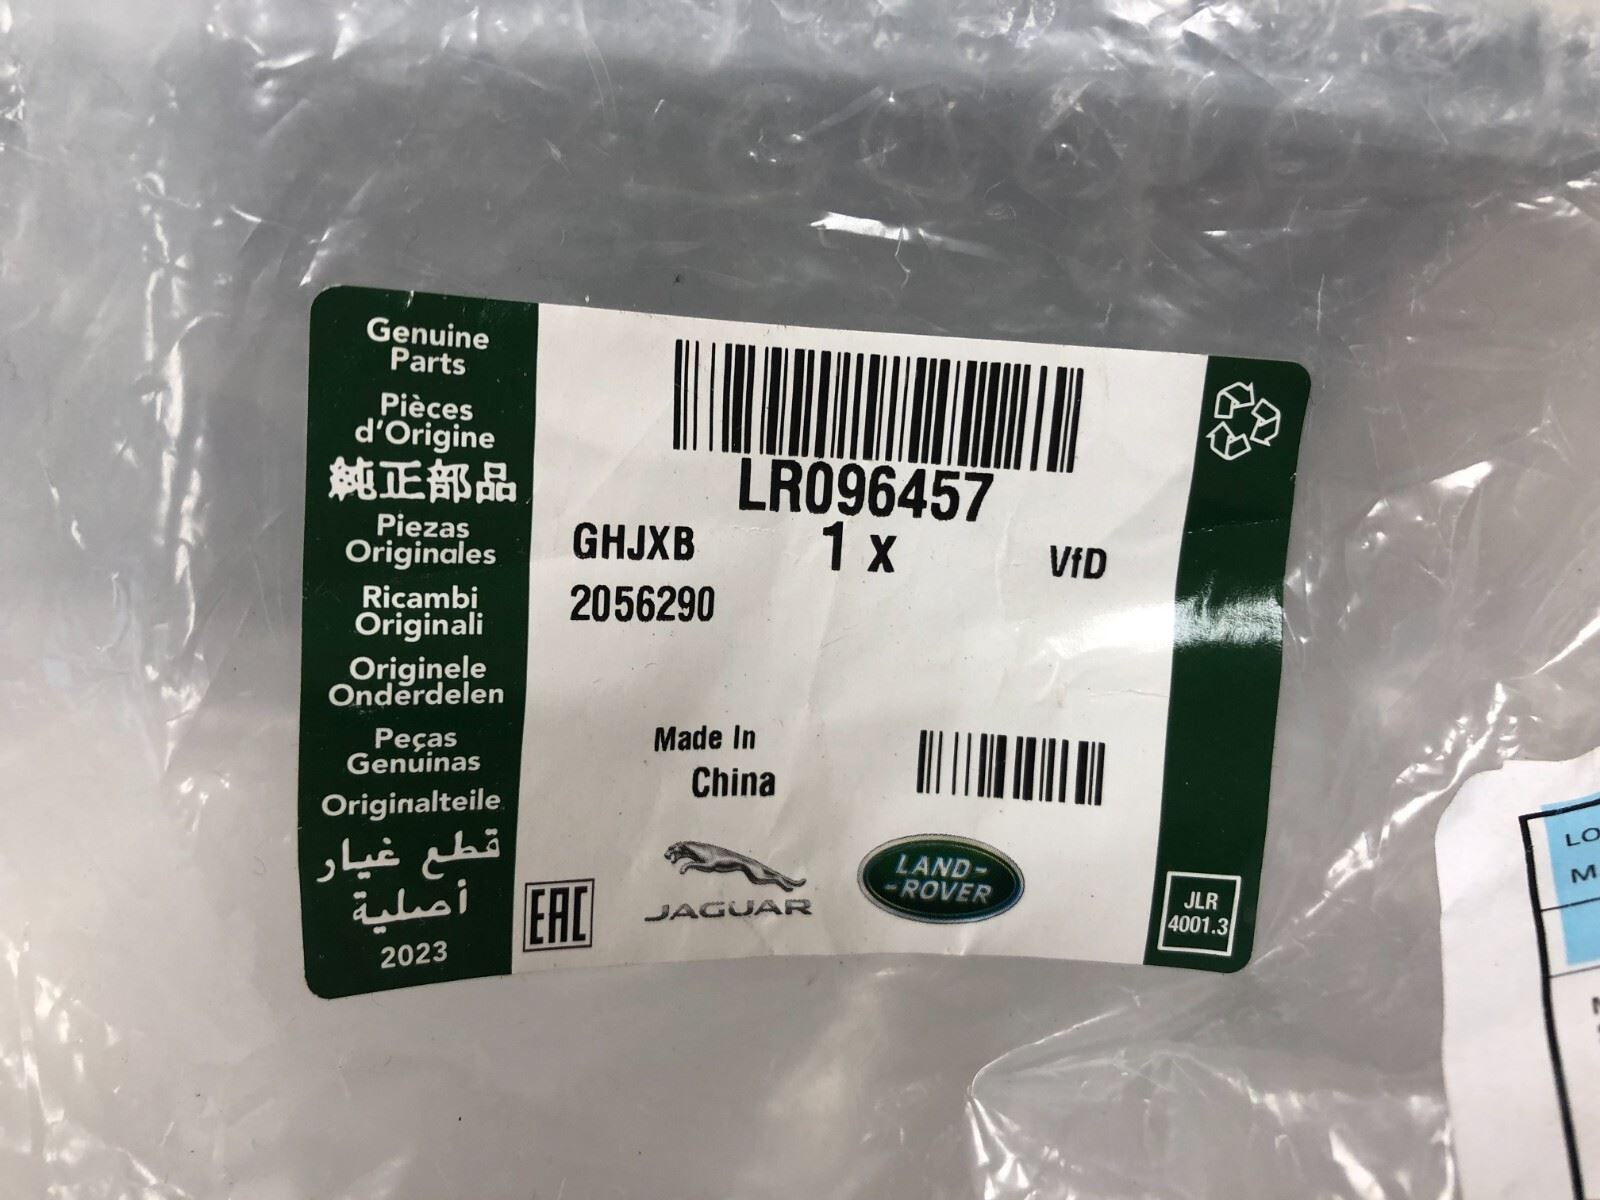 Genuine
Parts
Pièces
d'Origine
純正部品
Piezas
Originales
Ricambi
Originali
Originele
Onderdelen
Peças
Genuinas
Originalteile
قطع غيار
أصلية
2023
LR096457
GHJXB 1 x VfD
2056290
Made In
China
EAC
JAGUAR
LAND-
-ROVER
JLR
4001.3
LO